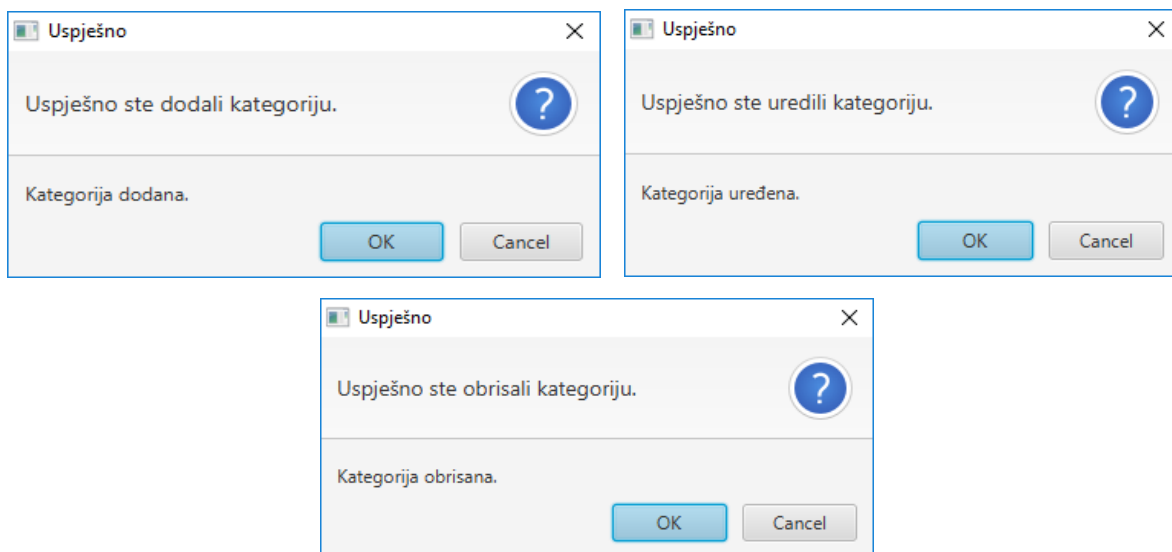 Uspješno
Uspješno ste dodali kategoriju.
?
Kategorija dodana.
OK Cancel
Uspješno
Uspješno ste uredili kategoriju.
?
Kategorija uređena.
OK Cancel
Uspješno
Uspješno ste obrisali kategoriju.
?
Kategorija obrisana.
OK Cancel